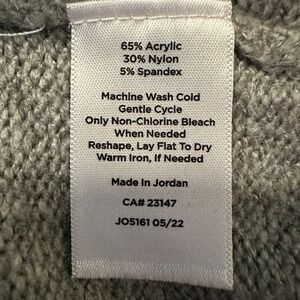 65% Acrylic
30% Nylon
5% Spandex
Machine Wash Cold
Gentle Cycle
Only Non-Chlorine Bleach
When Needed
Reshape, Lay Flat To Dry
Warm Iron, If Needed
Made In Jordan
CA# 23147
JO5161 05/22